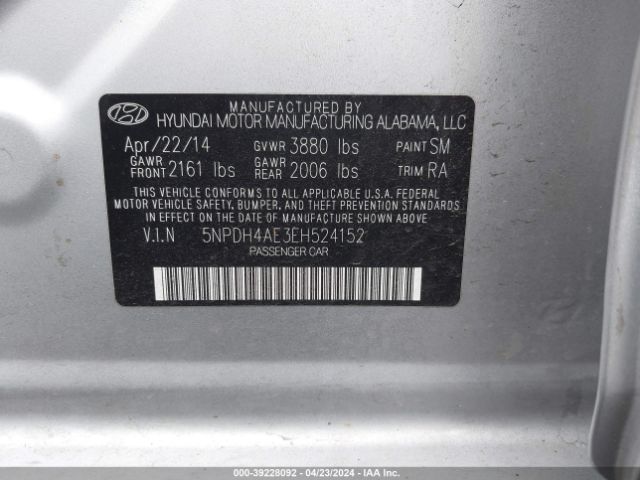 MANUFACTURED BY
HYUNDAI MOTOR MANUFACTURING ALABAMA, LLC
Apr/22/14 GVWR 3880 lbs PAINT SM
GAWR FRONT 2161 lbs GAWR REAR 2006 lbs TRIM RA
THIS VEHICLE CONFORMS TO ALL APPLICABLE U.S.A. FEDERAL
MOTOR VEHICLE SAFETY, BUMPER, AND THEFT PREVENTION STANDARDS
IN EFFECT ON THE DATE OF MANUFACTURE SHOWN ABOVE
V.I.N 5NPDH4AE3EH524152
PASSENGER CAR
000-39228092 - 04/23/2024 - IAA Inc.